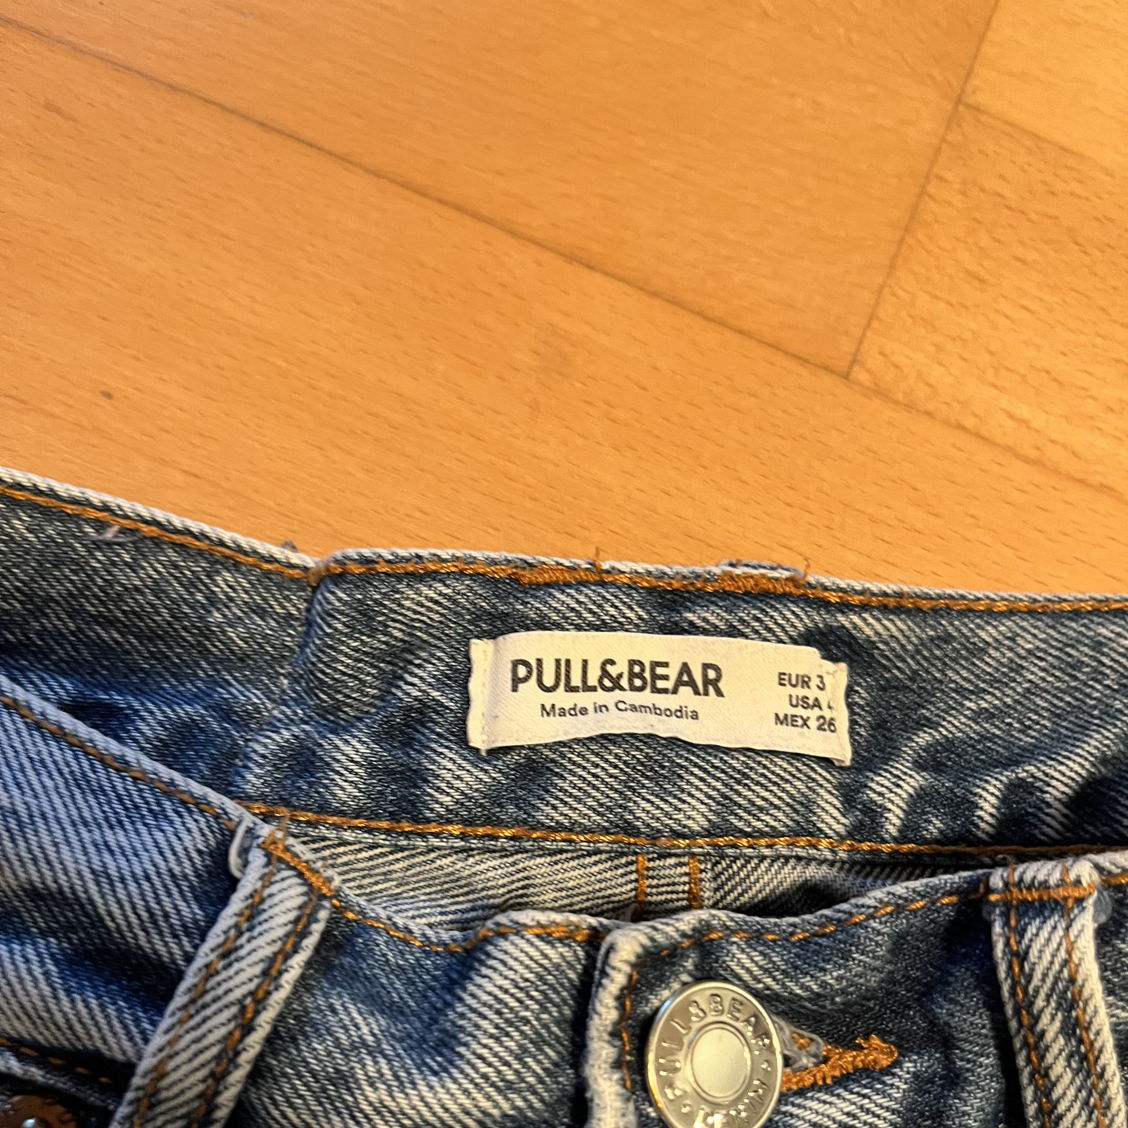 PULL&BEAR
Made in Cambodia
EUR 3
USA
MEX 26
PULL&BEAR